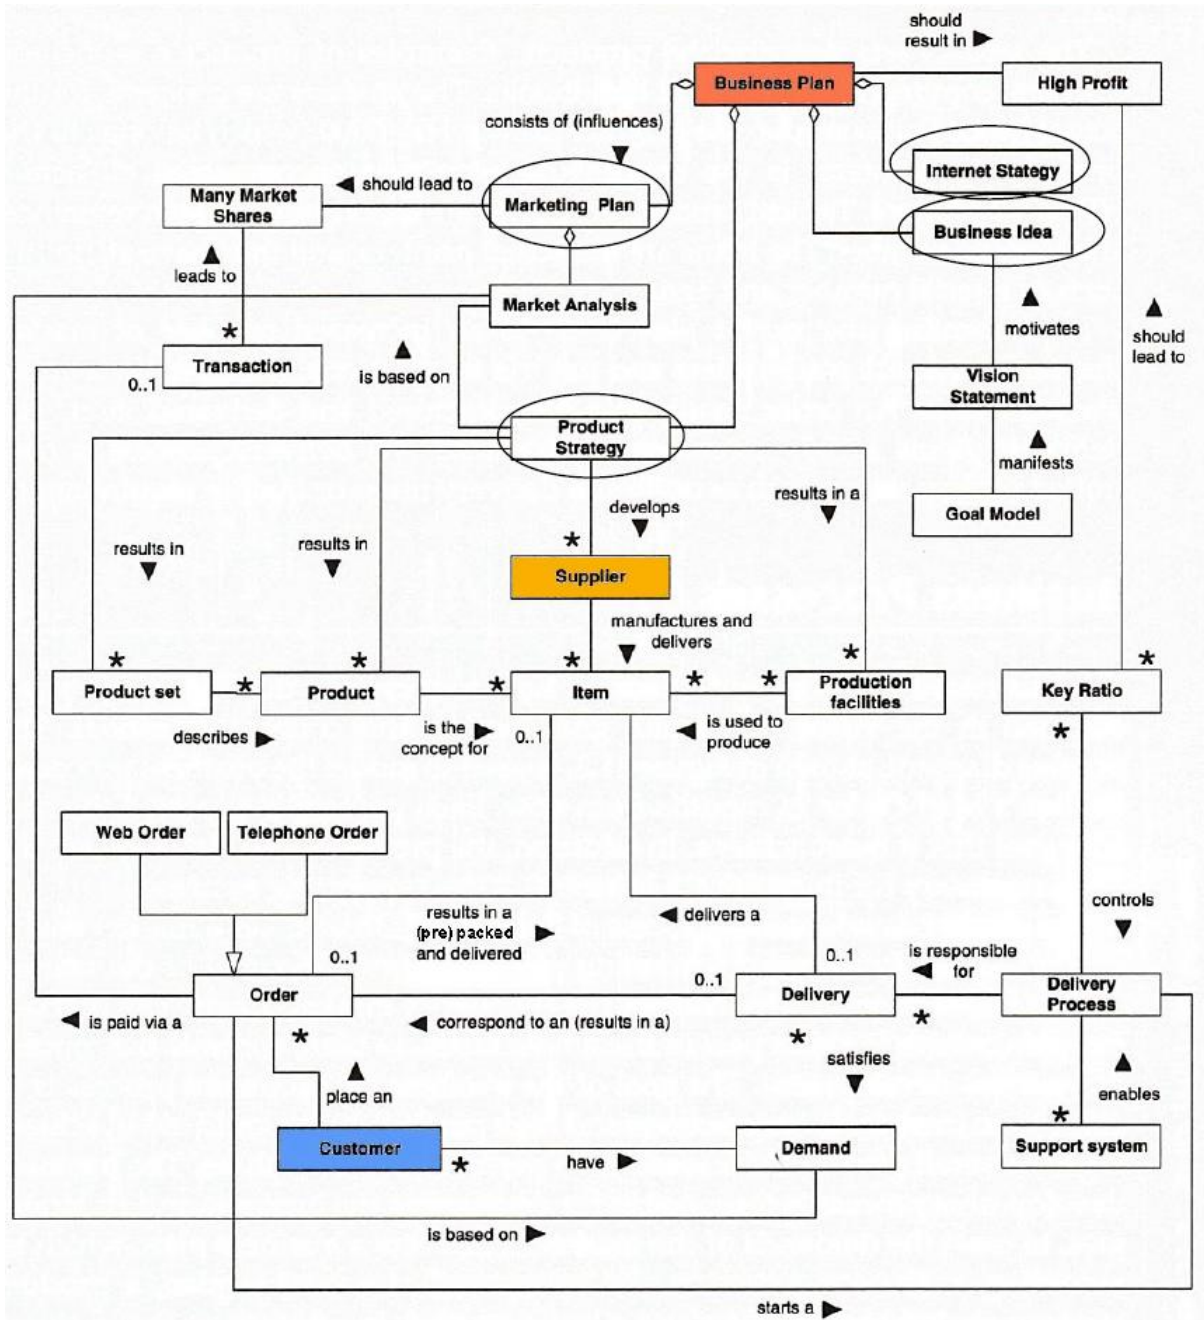 should
result in
Business Plan
High Profit
consists of (influences)
Internet Stategy
should lead to
Many Market
Shares
Marketing Plan
Business Idea
leads to
Market Analysis
motivates
should
lead to
*
Transaction
0..1
is based on
Vision
Statement
Product
Strategy
manifests
results in a
Goal Model
develops
results in
results in
*
Supplier
manufactures and
delivers
*
*
*
*
*
Product set
*
Product
*
Item
*
*
Production
facilities
Key Ratio
describes
is the
concept for
0..1
is used to
produce
*
Web Order
Telephone Order
results in a
(pre) packed
and delivered
delivers a
controls
0..1
0..1
is responsible
for
0..1
Order
Delivery
Delivery
Process
is paid via a
*
correspond to an (results in a)
*
*
satisfies
place an
enables
*
Customer
*
have
Demand
Support system
is based on
starts a